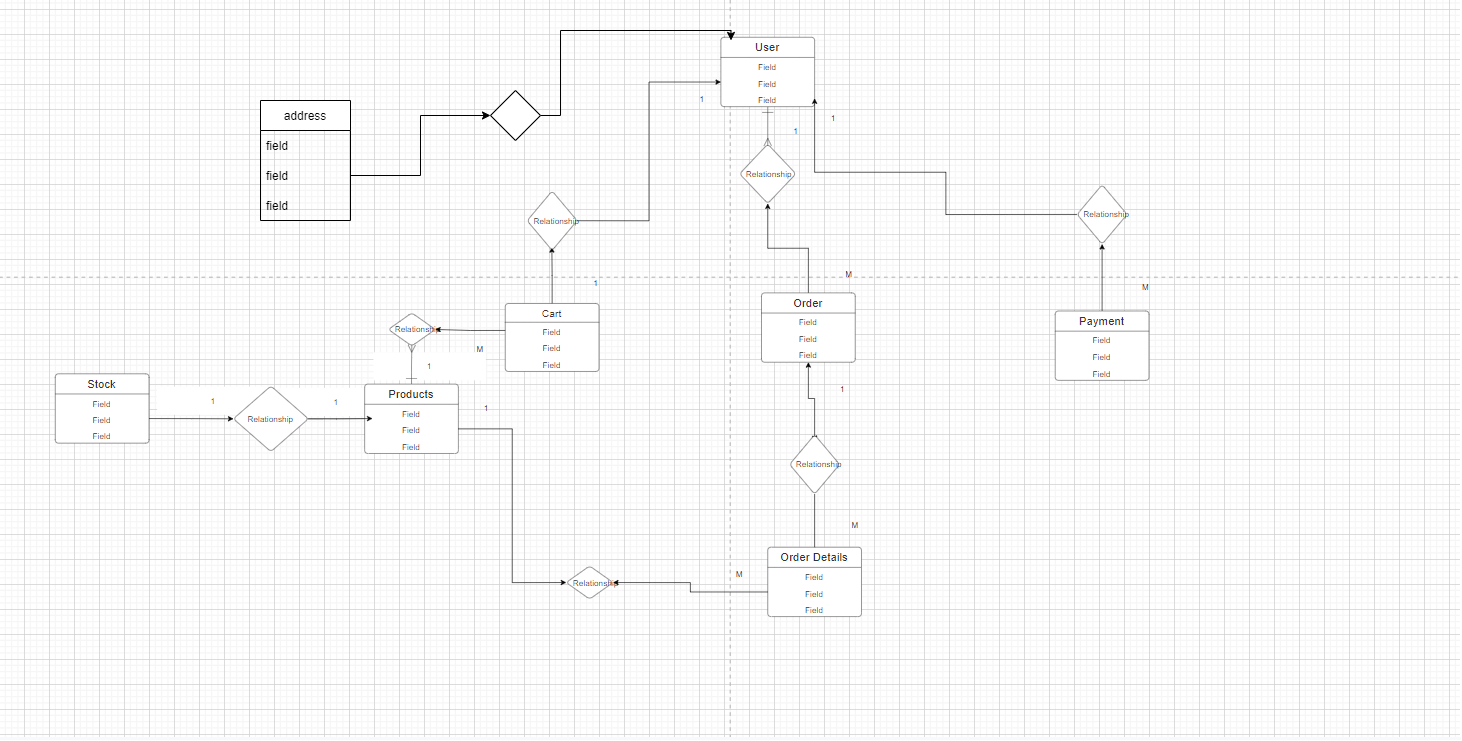 User
Field
Field
Field
1
1
1
address
field
field
field
Relationship
Relationship
Relationship
M
1
M
Cart
Field
Field
Field
Order
Field
Field
Field
Payment
Field
Field
Field
Relationship
M
1
Stock
Field
Field
Field
1
Relationship
1
Products
Field
Field
Field
1
1
Relationship
M
Order Details
Field
Field
Field
M
Relationship